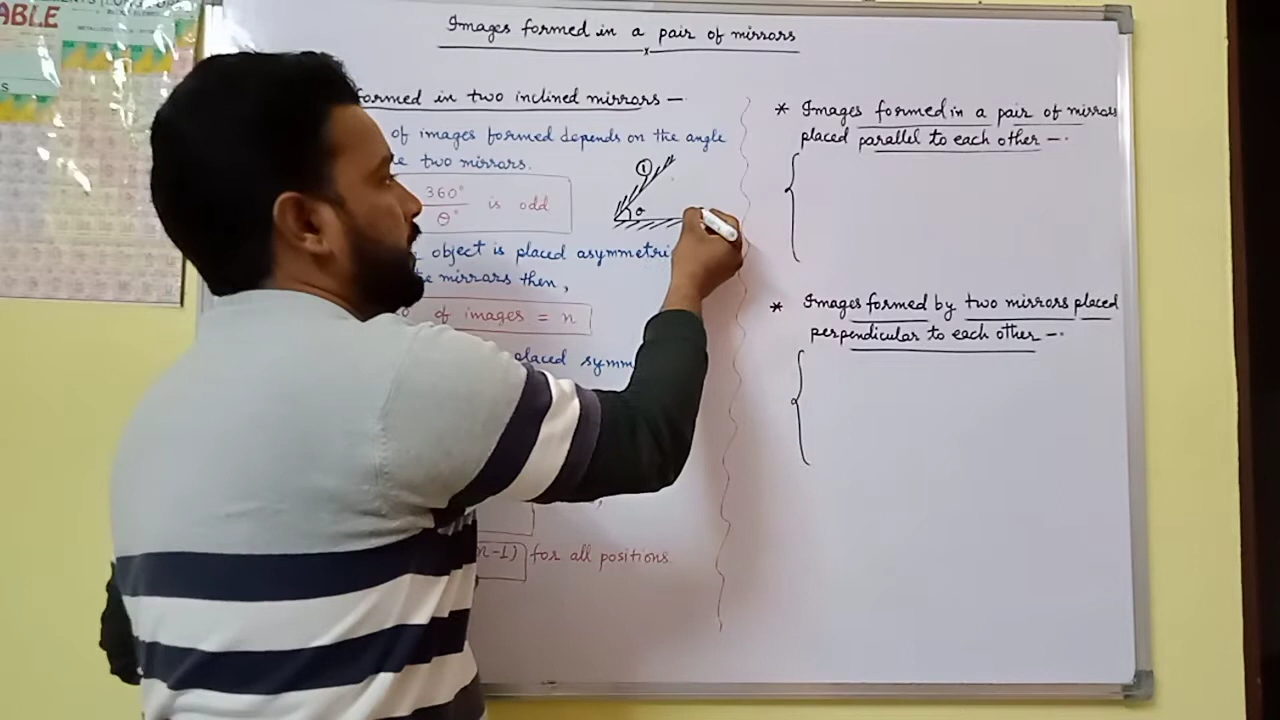 ABLE
Images formed in a pair of mirrors
x
formed in two inclined mirrors —
of images formed depends on the angle
two mirrors.
360°
θ° is odd
1
θ
object is placed asymmetri
mirrors then,
of images = n
placed symm
n-1) for all positions.
* Images formed in a pair of mirrors
placed parallel to each other —.
* Images formed by two mirrors placed
perpendicular to each other —.